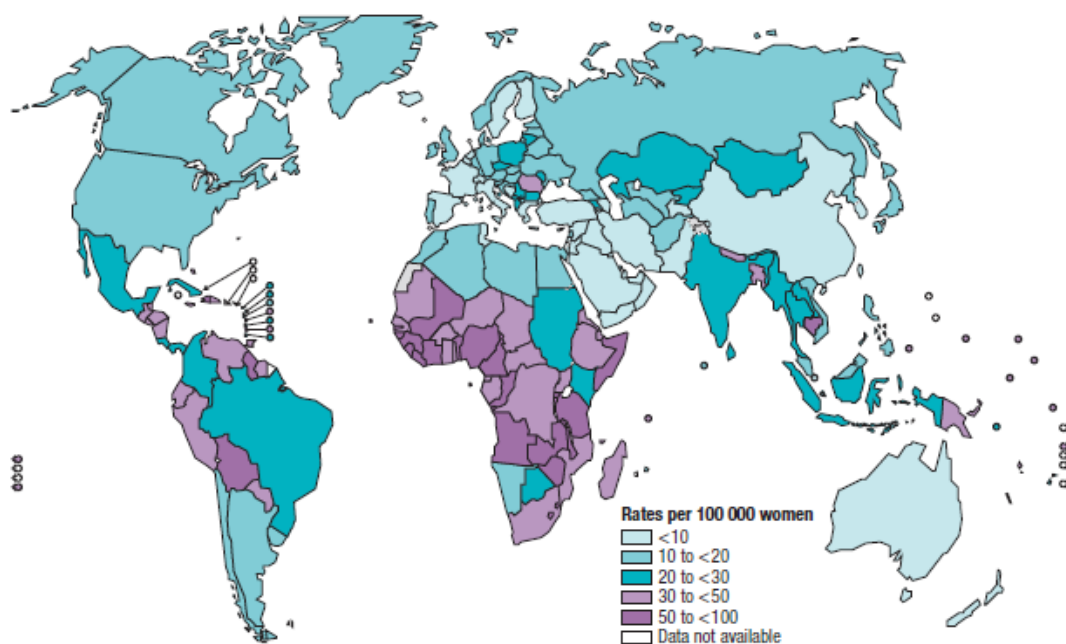 Rates per 100 000 women
<10
10 to <20
20 to <30
30 to <50
50 to <100
Data not available